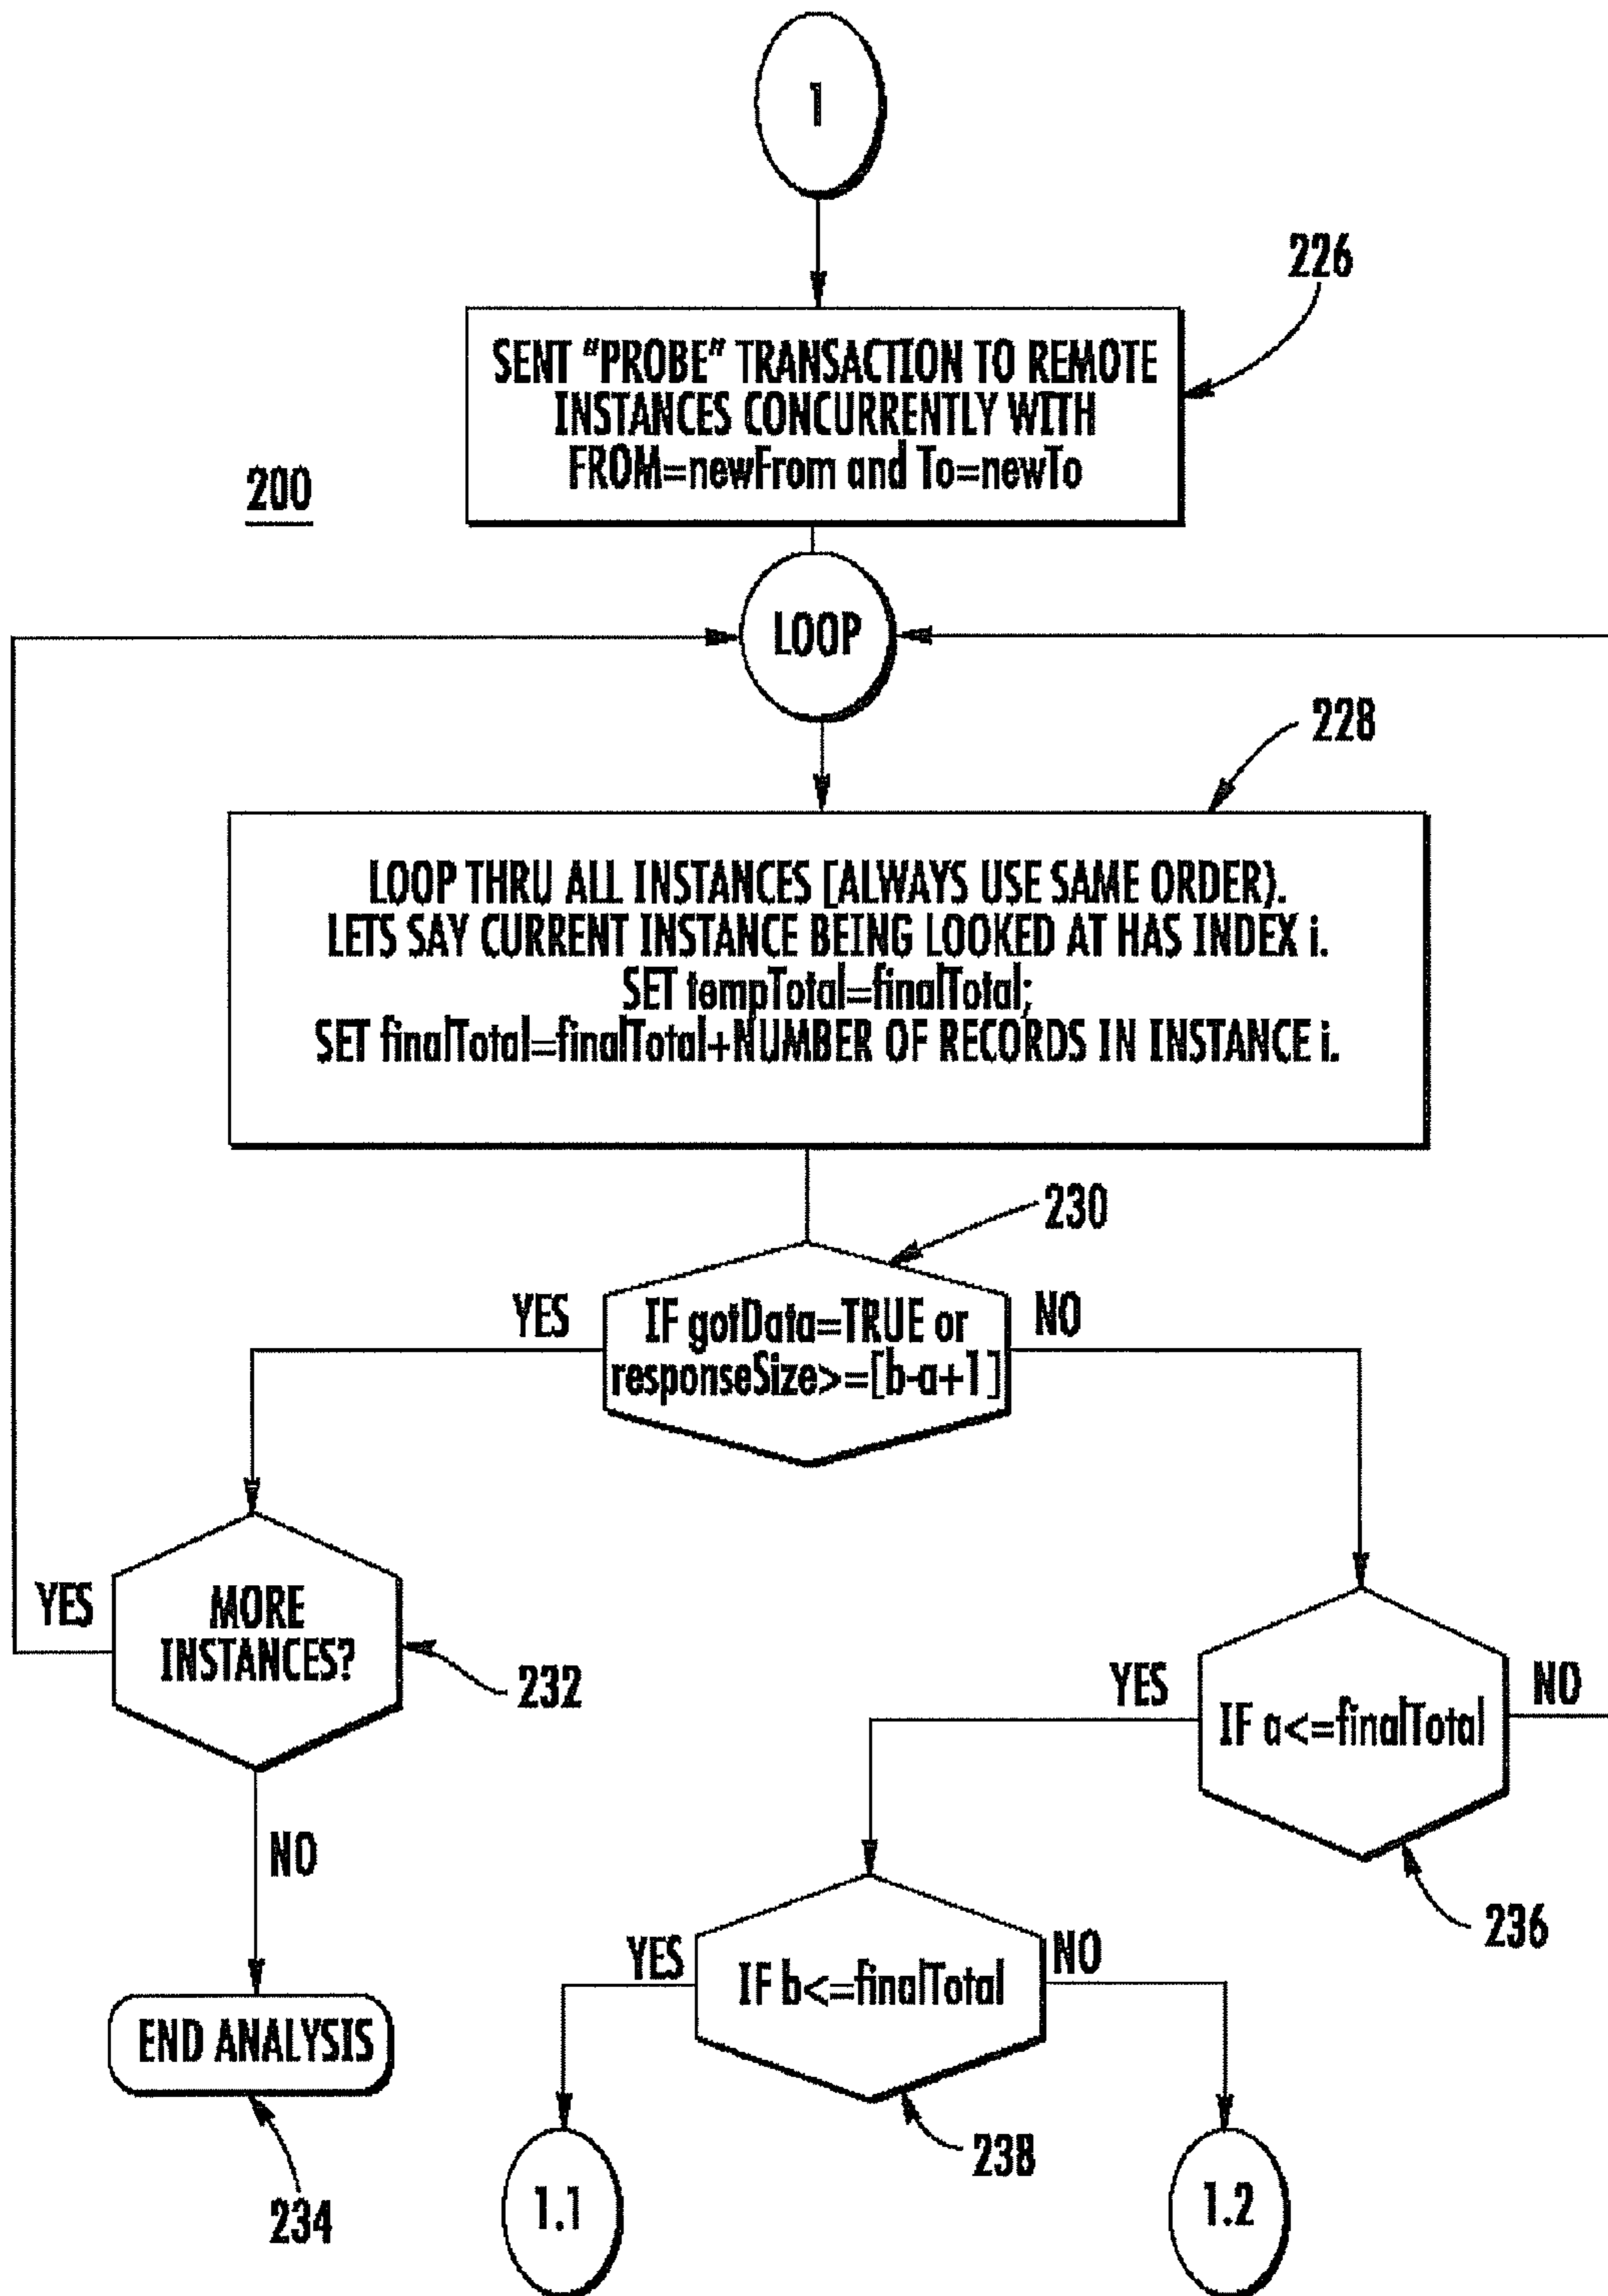 1
226
SENT "PROBE" TRANSACTION TO REMOTE
INSTANCES CONCURRENTLY WITH
FROM=newFrom and To=newTo
200
LOOP
228
LOOP THRU ALL INSTANCES [ALWAYS USE SAME ORDER).
LETS SAY CURRENT INSTANCE BEING LOOKED AT HAS INDEX i.
SET tempTotal=finalTotal;
SET finalTotal=finalTotal+NUMBER OF RECORDS IN INSTANCE i.
230
YES
IF gotData=TRUE or
responseSize>=[b-a+1]
NO
YES
MORE
INSTANCES?
232
YES
IF a<=finalTotal
NO
NO
236
YES
IF b<=finalTotal
NO
END ANALYSIS
238
234
1.1
1.2